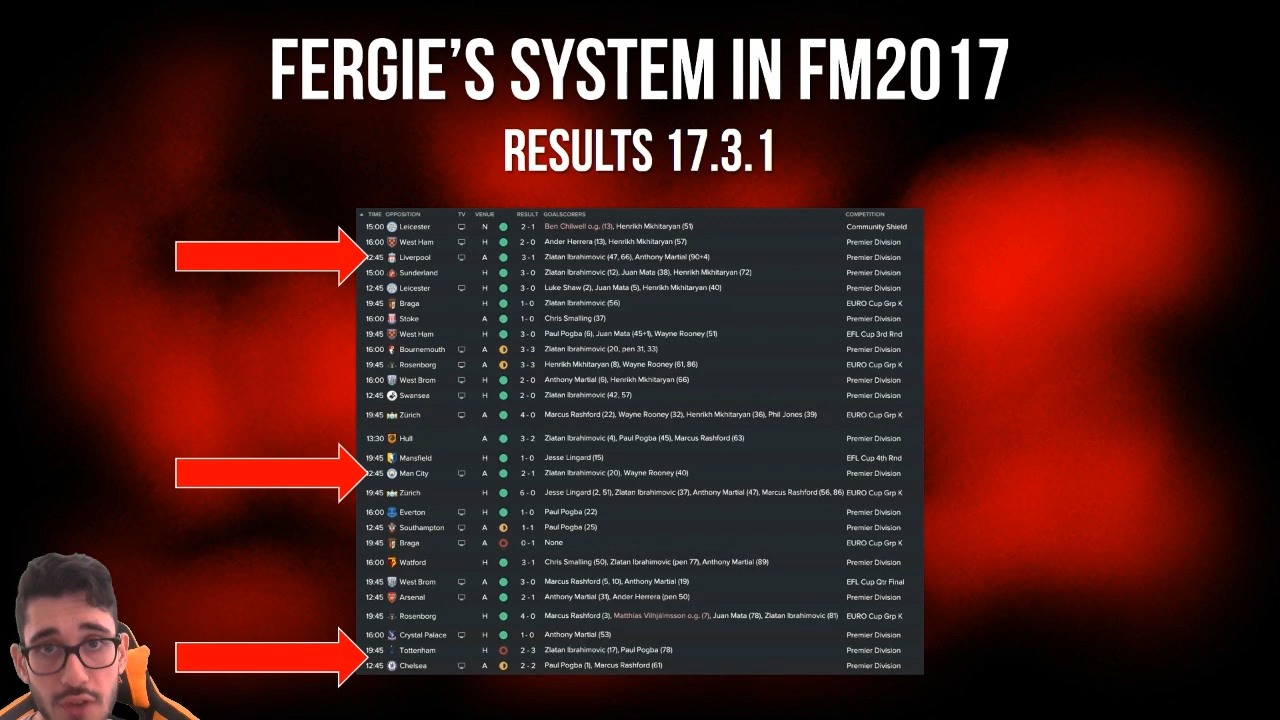 FERGIE'S SYSTEM IN FM2017
RESULTS 17.3.1
TIME OPPOSITION TV VENUE RESULT GOALSCORERS COMPETITION
15:00 Leicester N 2 - 1 Ben Chilwell o.g. (13), Henrikh Mkhitaryan (51) Community Shield
16:00 West Ham H 2 - 0 Ander Herrera (13), Henrikh Mkhitaryan (57) Premier Division
12:45 Liverpool A 3 - 1 Zlatan Ibrahimovic (47, 66), Anthony Martial (90+4) Premier Division
15:00 Sunderland H 3 - 0 Zlatan Ibrahimovic (12), Juan Mata (38), Henrikh Mkhitaryan (72) Premier Division
12:45 Leicester H 3 - 0 Luke Shaw (2), Juan Mata (5), Henrikh Mkhitaryan (40) Premier Division
19:45 Braga H 1 - 0 Zlatan Ibrahimovic (56) EURO Cup Grp K
16:00 Stoke A 1 - 0 Chris Smalling (37) Premier Division
19:45 West Ham H 3 - 0 Paul Pogba (6), Juan Mata (45+1), Wayne Rooney (51) EFL Cup 3rd Rnd
16:00 Bournemouth A 3 - 3 Zlatan Ibrahimovic (20, pen 31, 33) Premier Division
19:45 Rosenborg A 3 - 3 Henrikh Mkhitaryan (8), Wayne Rooney (61, 86) EURO Cup Grp K
16:00 West Brom H 2 - 0 Anthony Martial (6), Henrikh Mkhitaryan (66) Premier Division
12:45 Swansea H 2 - 0 Zlatan Ibrahimovic (42, 57) Premier Division
19:45 Zürich A 4 - 0 Marcus Rashford (22), Wayne Rooney (32), Henrikh Mkhitaryan (36), Phil Jones (39) EURO Cup Grp K
13:30 Hull A 3 - 2 Zlatan Ibrahimovic (4), Paul Pogba (45), Marcus Rashford (63) Premier Division
19:45 Mansfield H 1 - 0 Jesse Lingard (15) EFL Cup 4th Rnd
12:45 Man City A 2 - 1 Zlatan Ibrahimovic (20), Wayne Rooney (40) Premier Division
19:45 Zürich H 6 - 0 Jesse Lingard (2, 51), Zlatan Ibrahimovic (37), Anthony Martial (47), Marcus Rashford (56, 86) EURO Cup Grp K
16:00 Everton H 1 - 0 Paul Pogba (22) Premier Division
12:45 Southampton A 1 - 1 Paul Pogba (25) Premier Division
19:45 Braga A 0 - 1 None EURO Cup Grp K
16:00 Watford H 3 - 1 Chris Smalling (50), Zlatan Ibrahimovic (pen 77), Anthony Martial (89) Premier Division
19:45 West Brom A 3 - 0 Marcus Rashford (5, 10), Anthony Martial (19) EFL Cup Qtr Final
12:45 Arsenal A 2 - 1 Anthony Martial (31), Ander Herrera (pen 50) Premier Division
19:45 Rosenborg H 4 - 0 Marcus Rashford (3), Matthías Vilhjálmsson o.g. (7), Juan Mata (78), Zlatan Ibrahimovic (81) EURO Cup Grp K
16:00 Crystal Palace H 1 - 0 Anthony Martial (53) Premier Division
19:45 Tottenham H 2 - 3 Zlatan Ibrahimovic (17), Paul Pogba (78) Premier Division
12:45 Chelsea A 2 - 2 Paul Pogba (1), Marcus Rashford (61) Premier Division